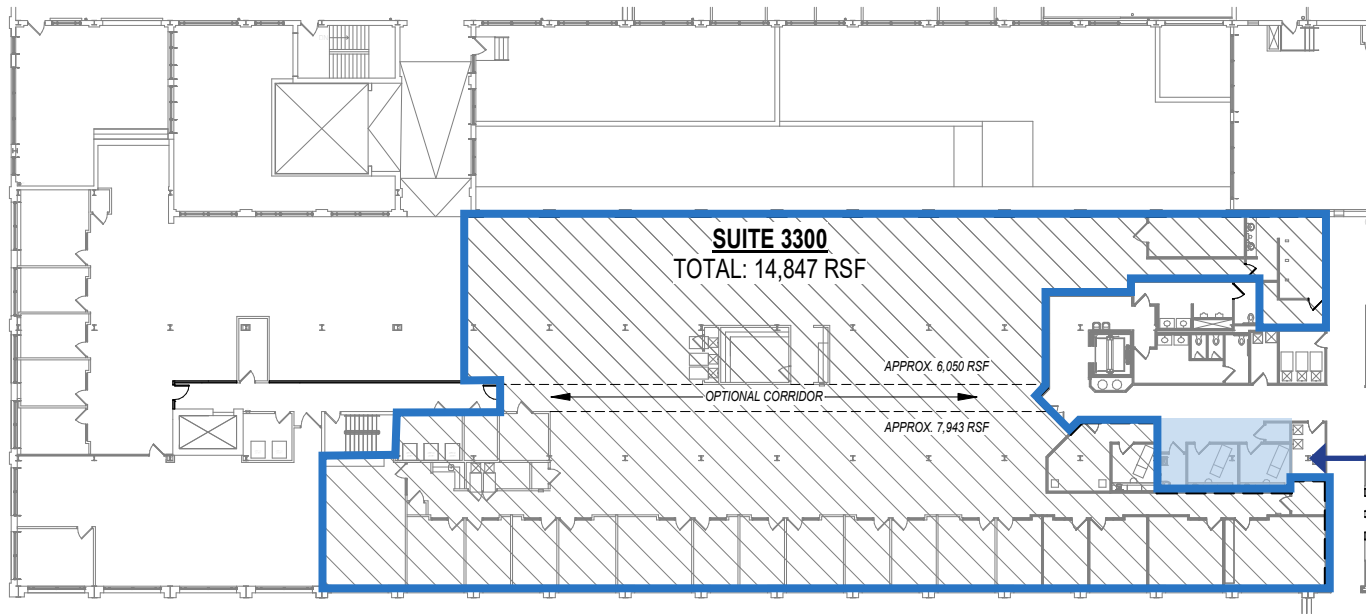 SUITE 3300
TOTAL: 14,847 RSF
APPROX. 6,050 RSF
OPTIONAL CORRIDOR
APPROX. 7,943 RSF